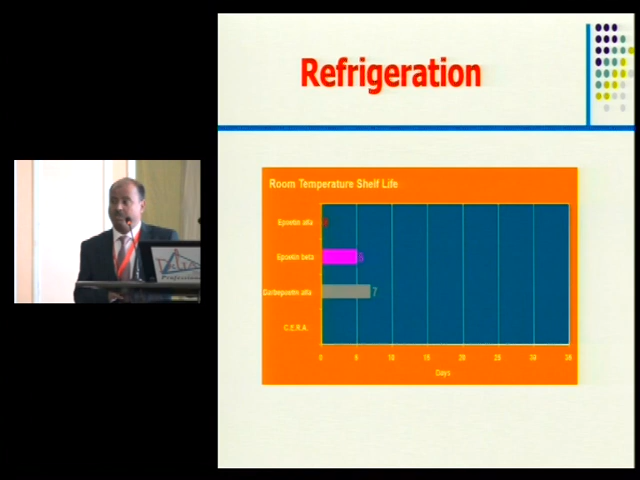 Refrigeration
Room Temperature Shelf Life
Epoetin alfa
Epoetin beta
5
Darbepoetin alfa
7
C.E.R.A.
0 5 10 15 20 25 30 35
Days